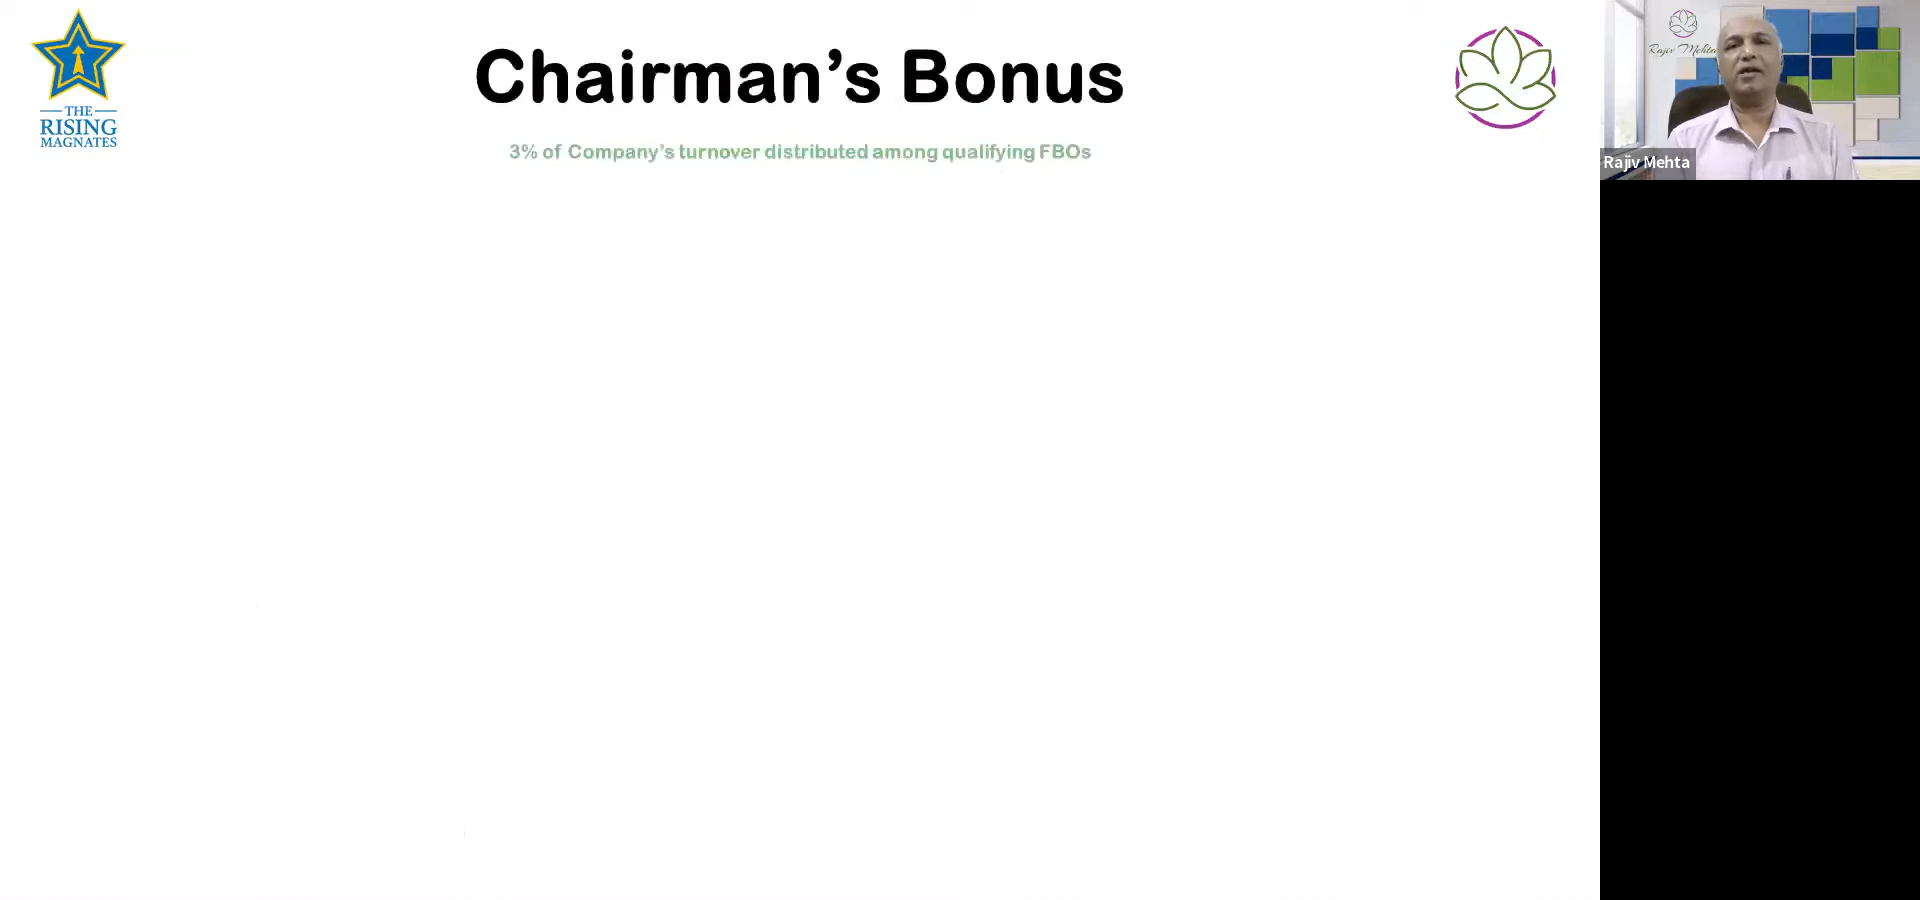 Chairman’s Bonus
3% of Company’s turnover distributed among qualifying FBOs
THE
RISING
MAGNATES
Rajiv Mehta
Rajiv Mehta